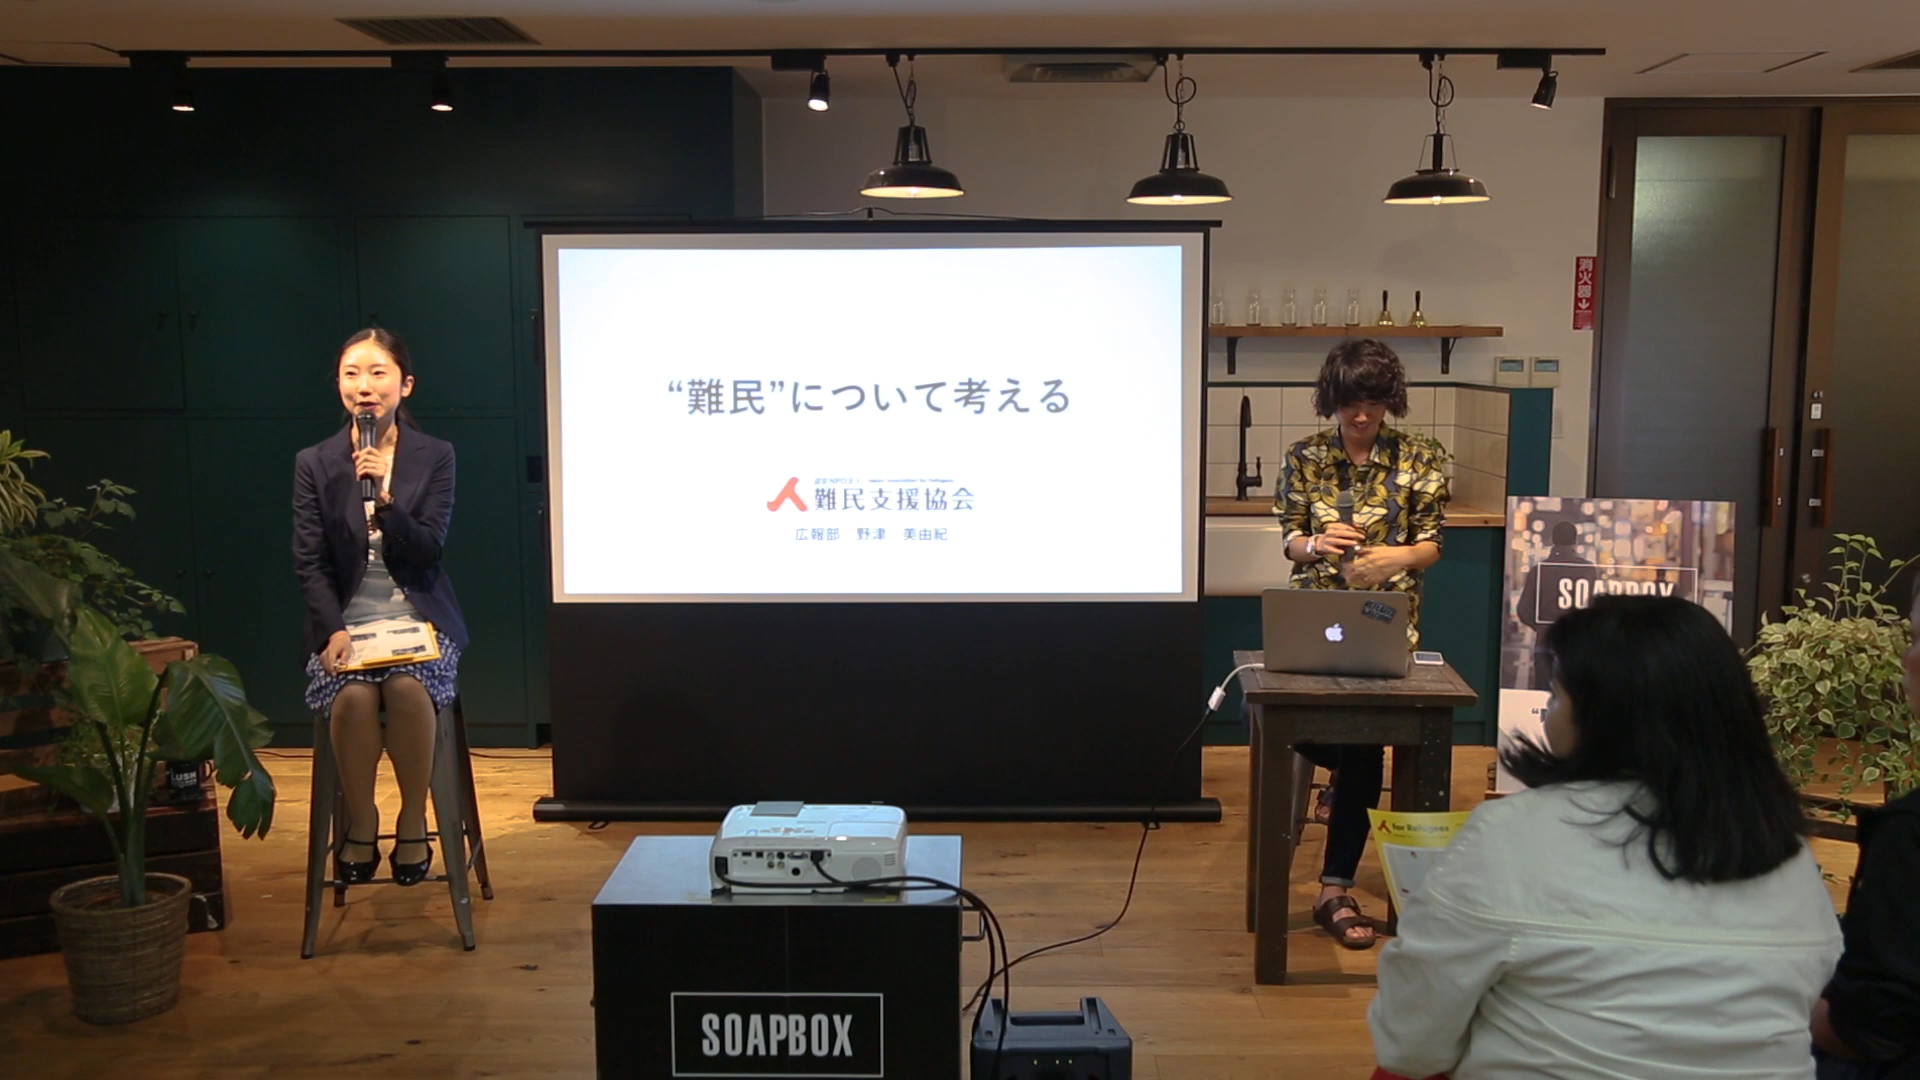 “難民”について考える
難民支援協会
広報部　野津　美由紀
消火器
SOAPBOX
LUSH
for Refugees
SOAPBOX